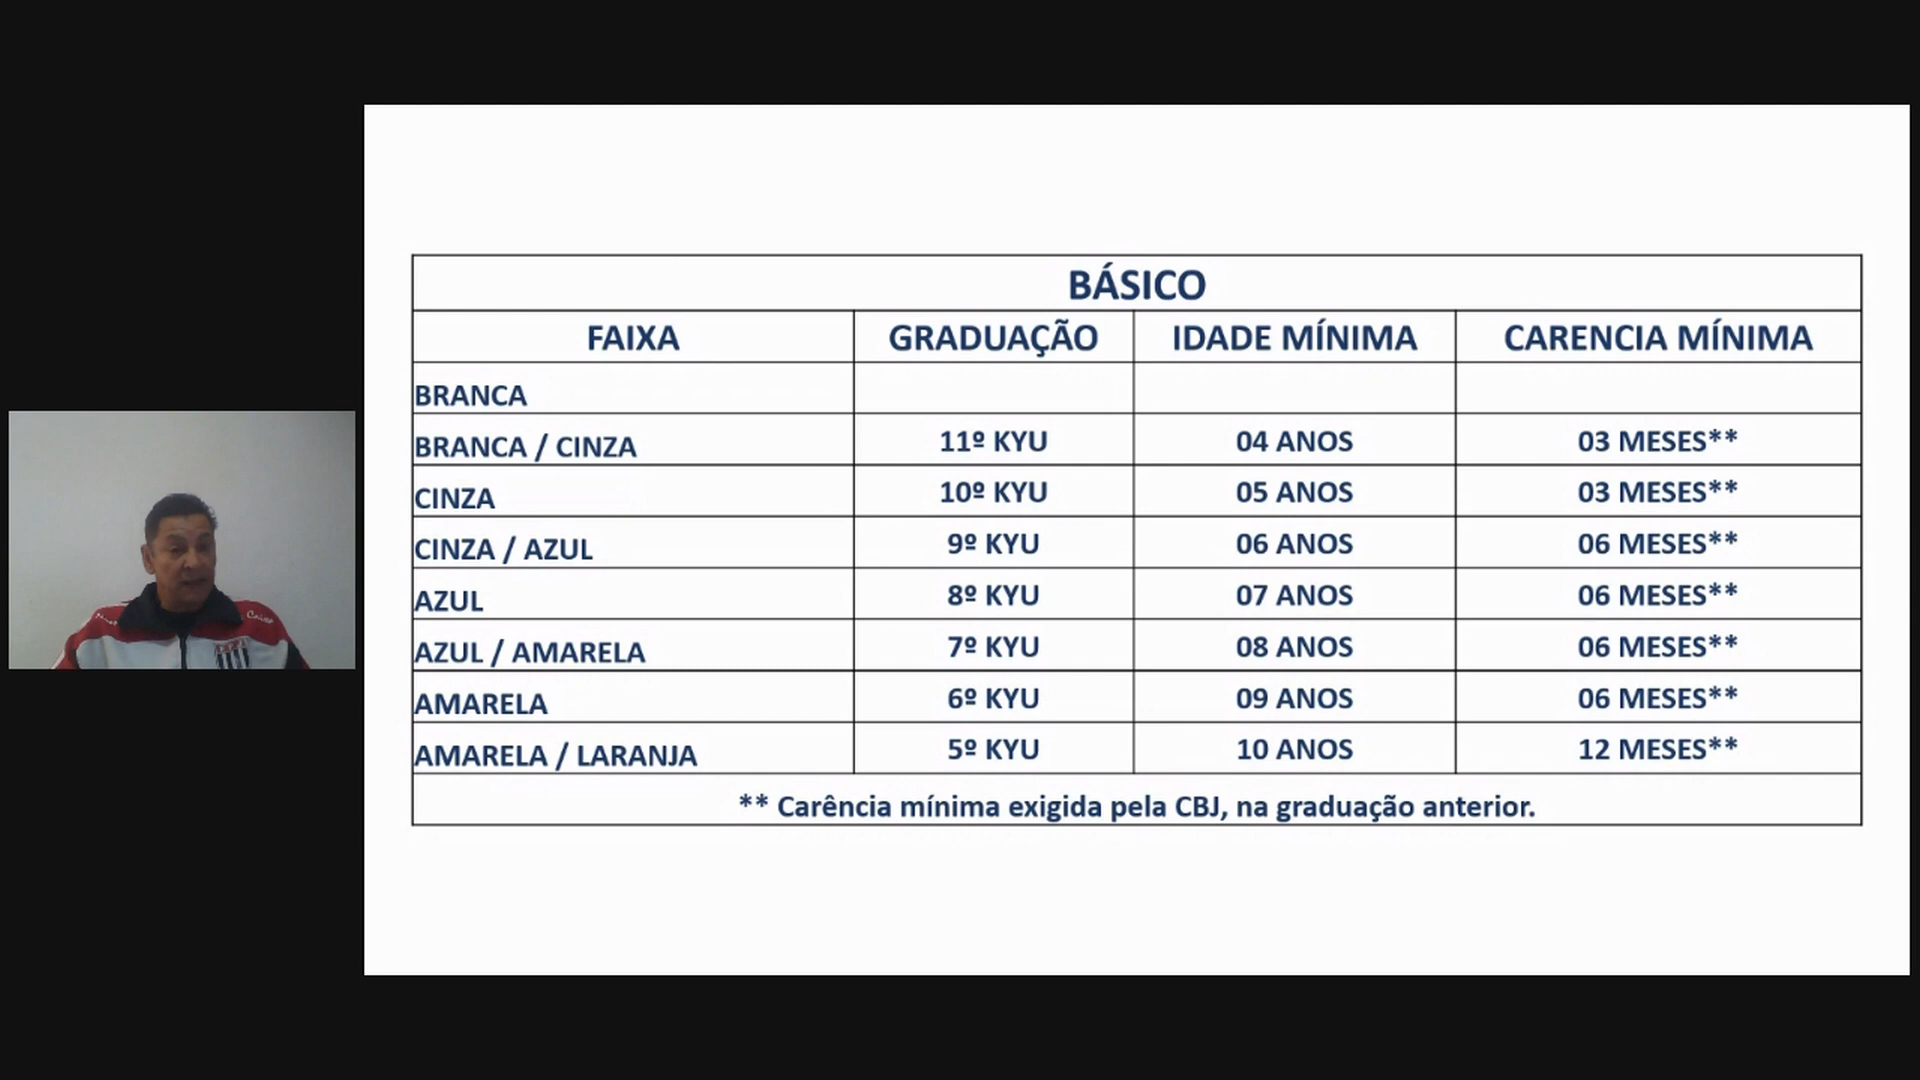 BÁSICO
FAIXA GRADUAÇÃO IDADE MÍNIMA CARENCIA MÍNIMA
BRANCA
BRANCA / CINZA 11º KYU 04 ANOS 03 MESES**
CINZA 10º KYU 05 ANOS 03 MESES**
CINZA / AZUL 9º KYU 06 ANOS 06 MESES**
AZUL 8º KYU 07 ANOS 06 MESES**
AZUL / AMARELA 7º KYU 08 ANOS 06 MESES**
AMARELA 6º KYU 09 ANOS 06 MESES**
AMARELA / LARANJA 5º KYU 10 ANOS 12 MESES**
** Carência mínima exigida pela CBJ, na graduação anterior.